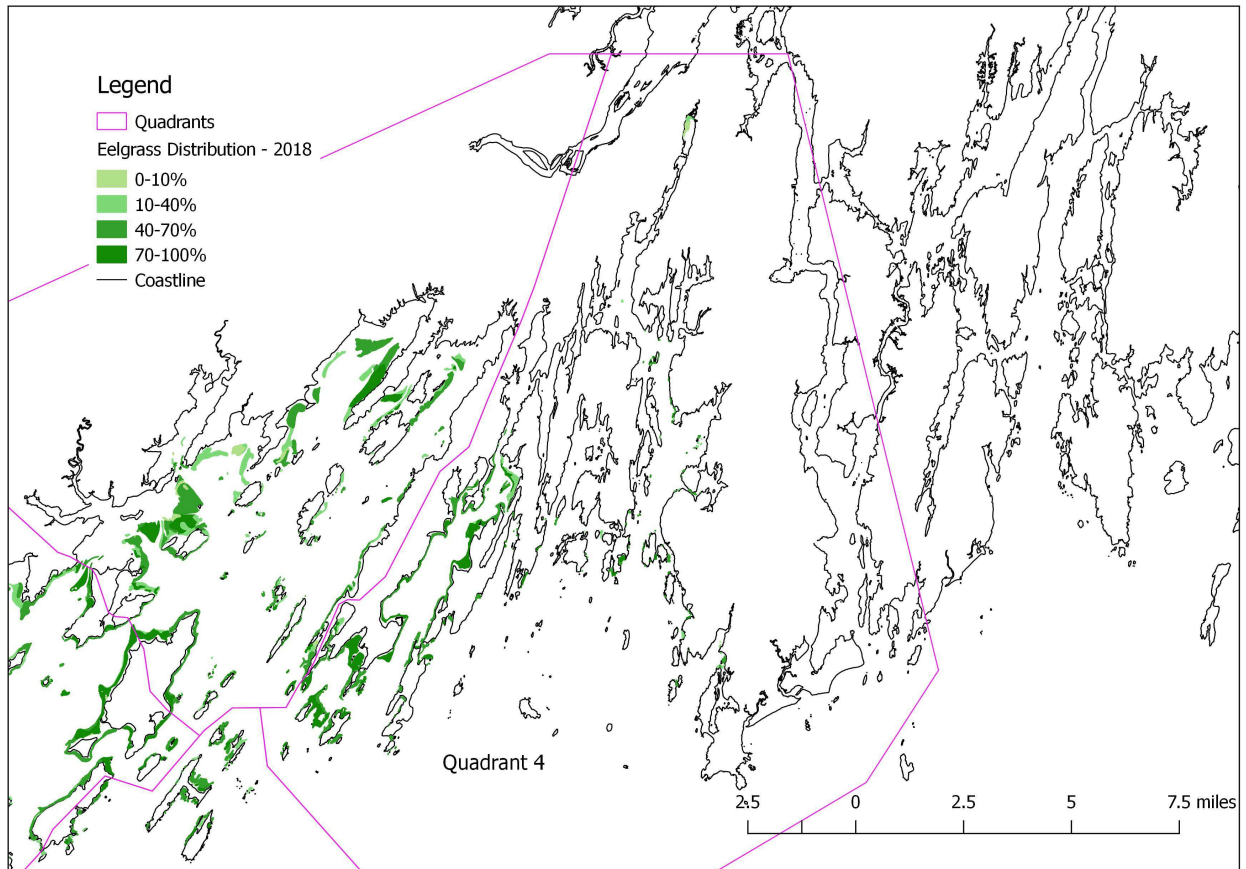 Legend
Quadrants
Eelgrass Distribution - 2018
0-10%
10-40%
40-70%
70-100%
Coastline
Quadrant 4
2.5 0 2.5 5 7.5 miles